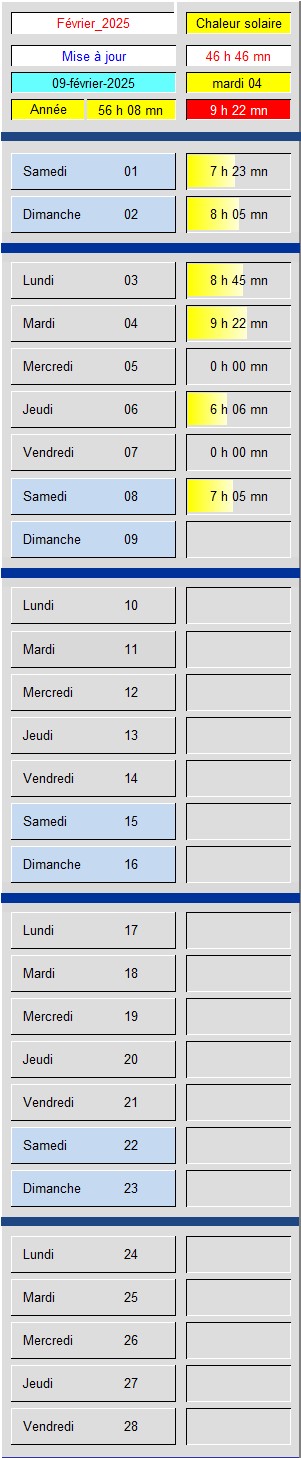 Février_2025 Chaleur solaire
Mise à jour 46 h 46 mn
09-février-2025 mardi 04
Année 56 h 08 mn 9 h 22 mn
Samedi 01 7 h 23 mn
Dimanche 02 8 h 05 mn
Lundi 03 8 h 45 mn
Mardi 04 9 h 22 mn
Mercredi 05 0 h 00 mn
Jeudi 06 6 h 06 mn
Vendredi 07 0 h 00 mn
Samedi 08 7 h 05 mn
Dimanche 09
Lundi 10
Mardi 11
Mercredi 12
Jeudi 13
Vendredi 14
Samedi 15
Dimanche 16
Lundi 17
Mardi 18
Mercredi 19
Jeudi 20
Vendredi 21
Samedi 22
Dimanche 23
Lundi 24
Mardi 25
Mercredi 26
Jeudi 27
Vendredi 28